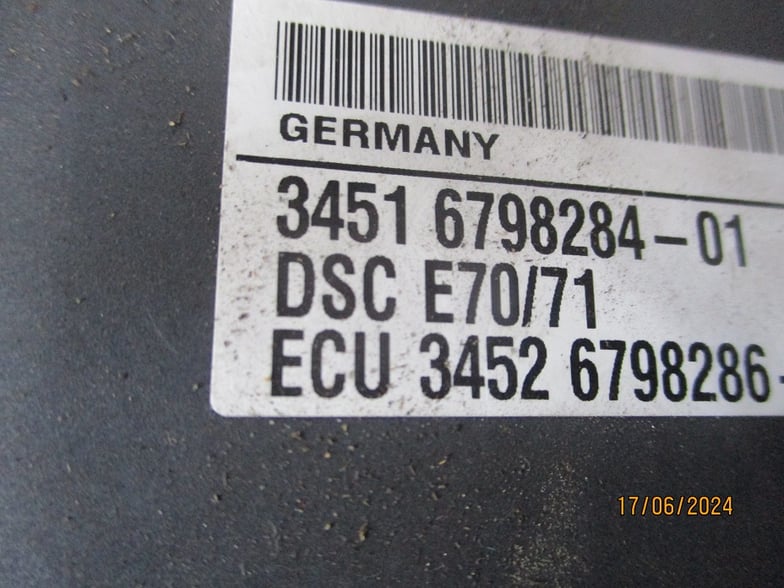 GERMANY
3451 6798284-01
DSC E70/71
ECU 3452 6798286-
17/06/2024